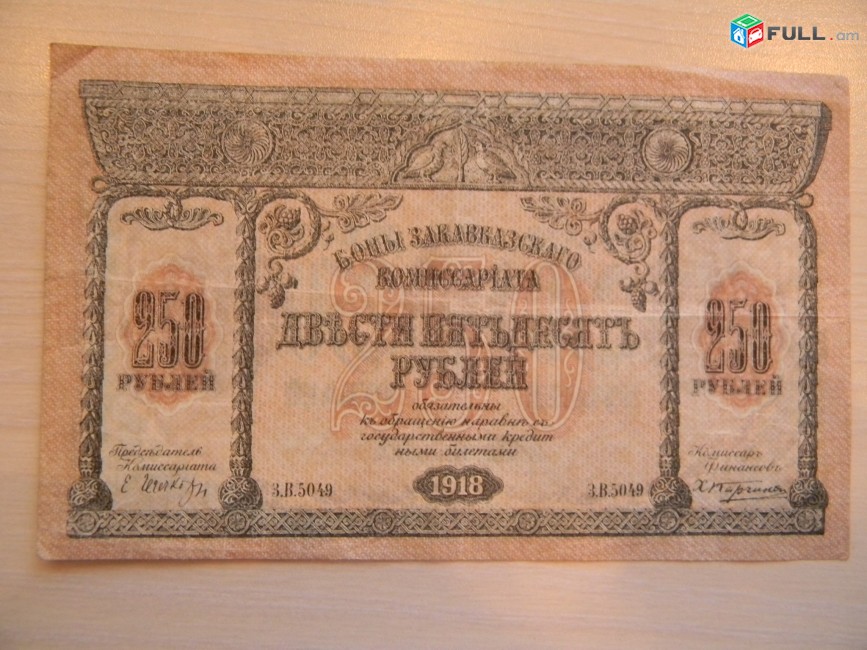 FULL.am
Боны Закавказскаго
Комиссаріата
250
Двѣсти пятьдесятъ
рублей
250
рублей
250
рублей
обязательны
къ обращенію наравнѣ съ
государственными кредит
ными билетами
Предсѣдатель
Комиссаріата
Комиссаръ
Финансовъ
З.В.5049
1918
З.В.5049